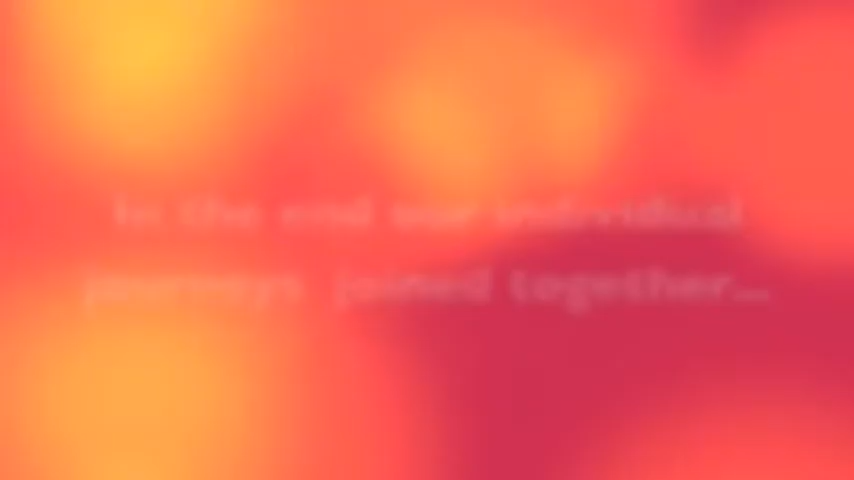 In the end our individual
journeys joined together...